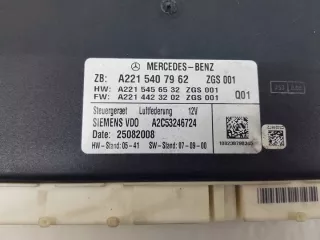 MERCEDES-BENZ
ZB: A221 540 79 62 ZGS 001
HW: A221 545 65 32 ZGS 001
FW: A221 442 32 02 ZGS 001 Q01
Steuergeraet Luftfederung 12V
SIEMENS VDO A2C53246724
Date: 25082008
HW-Stand: 05-41 SW-Stand: 07-09-00